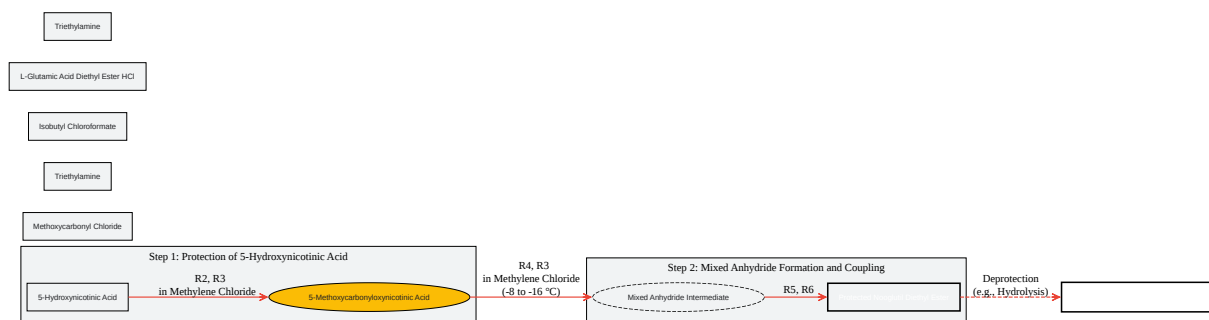 Triethylamine
L-Glutamic Acid Diethyl Ester HCl
Isobutyl Chloroformate
Triethylamine
Methoxycarbonyl Chloride
Step 1: Protection of 5-Hydroxynicotinic Acid
5-Hydroxynicotinic Acid
R2, R3
in Methylene Chloride
5-Methoxycarbonyloxynicotinic Acid
R4, R3
in Methylene Chloride
(-8 to -16 °C)
Step 2: Mixed Anhydride Formation and Coupling
Mixed Anhydride Intermediate
R5, R6
Deprotection
(e.g., Hydrolysis)